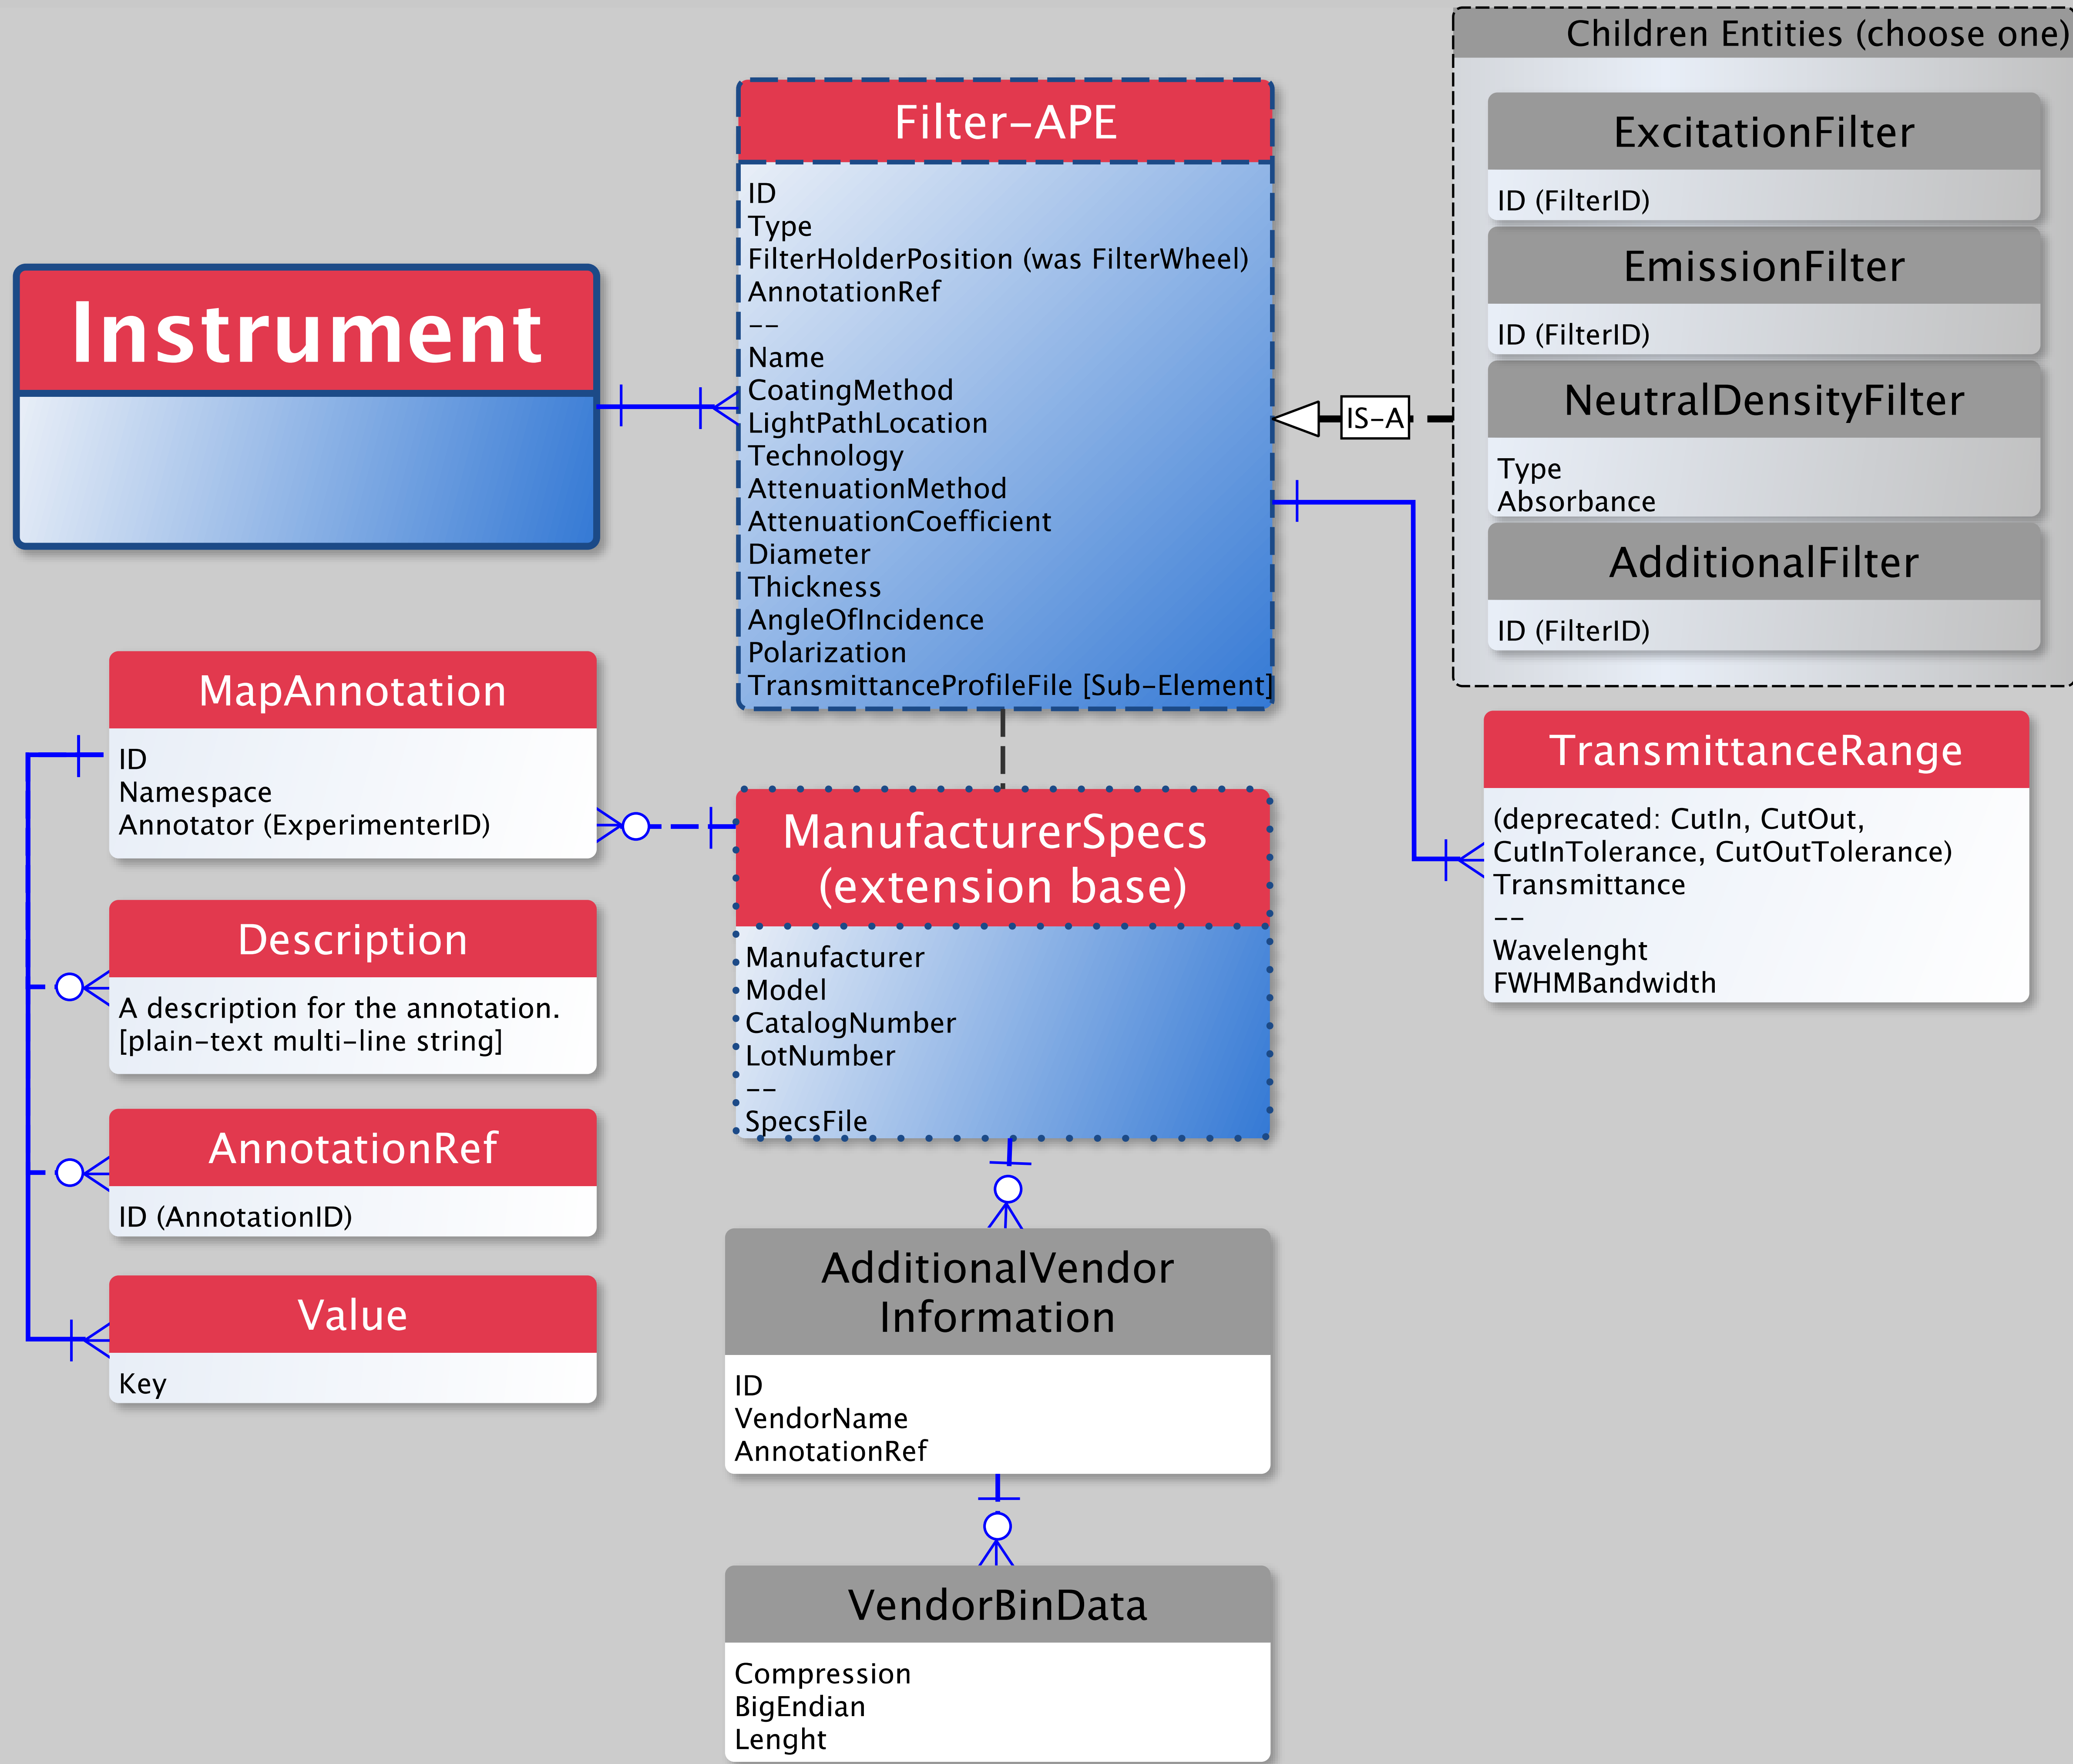 Children Entities (choose one)
Filter-APE
ID
Type
FilterHolderPosition (was FilterWheel)
AnnotationRef
--
Name
CoatingMethod
LightPathLocation
Technology
AttenuationMethod
AttenuationCoefficient
Diameter
Thickness
AngleOfIncidence
Polarization
TransmittanceProfileFile [Sub-Element]
Instrument
IS-A
ExcitationFilter
ID (FilterID)
EmissionFilter
ID (FilterID)
NeutralDensityFilter
Type
Absorbance
AdditionalFilter
ID (FilterID)
MapAnnotation
ID
Namespace
Annotator (ExperimenterID)
Description
A description for the annotation.
[plain-text multi-line string]
AnnotationRef
ID (AnnotationID)
Value
Key
ManufacturerSpecs
(extension base)
Manufacturer
Model
CatalogNumber
LotNumber
--
SpecsFile
TransmittanceRange
(deprecated: CutIn, CutOut,
CutInTolerance, CutOutTolerance)
Transmittance
--
Wavelenght
FWHMBandwidth
AdditionalVendor
Information
ID
VendorName
AnnotationRef
VendorBinData
Compression
BigEndian
Lenght